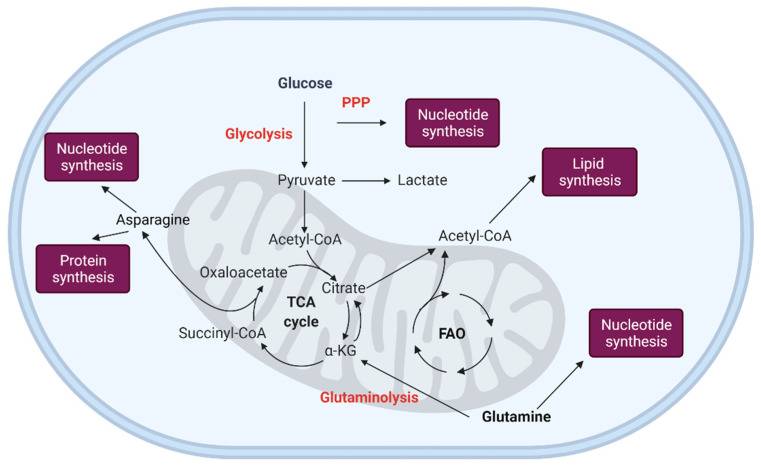 Glucose
PPP
Nucleotide
synthesis
Glycolysis
Nucleotide
synthesis
Lipid
synthesis
Pyruvate
Lactate
Asparagine
Acetyl-CoA
Acetyl-CoA
Protein
synthesis
Oxaloacetate
Citrate
TCA
cycle
Succinyl-CoA
FAO
Nucleotide
synthesis
α-KG
Glutaminolysis
Glutamine